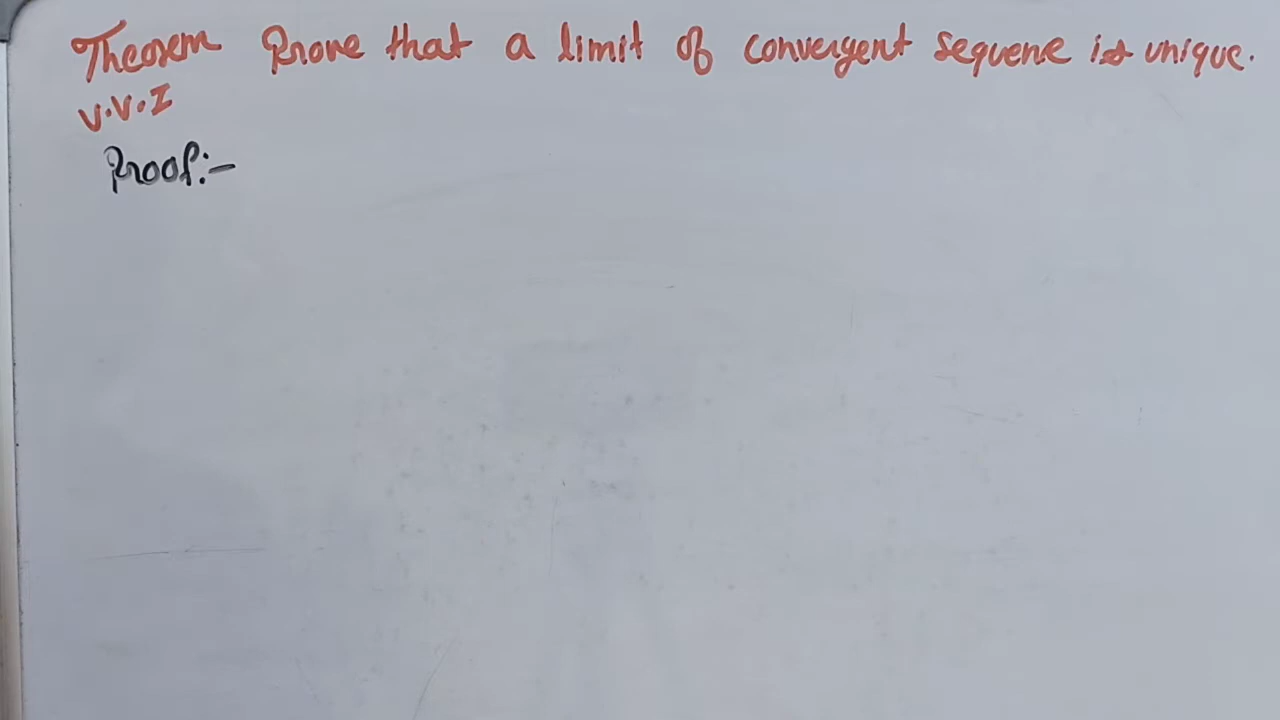 Theorem Prove that a limit of convergent sequene is unique.
V.V.I
Proof:-